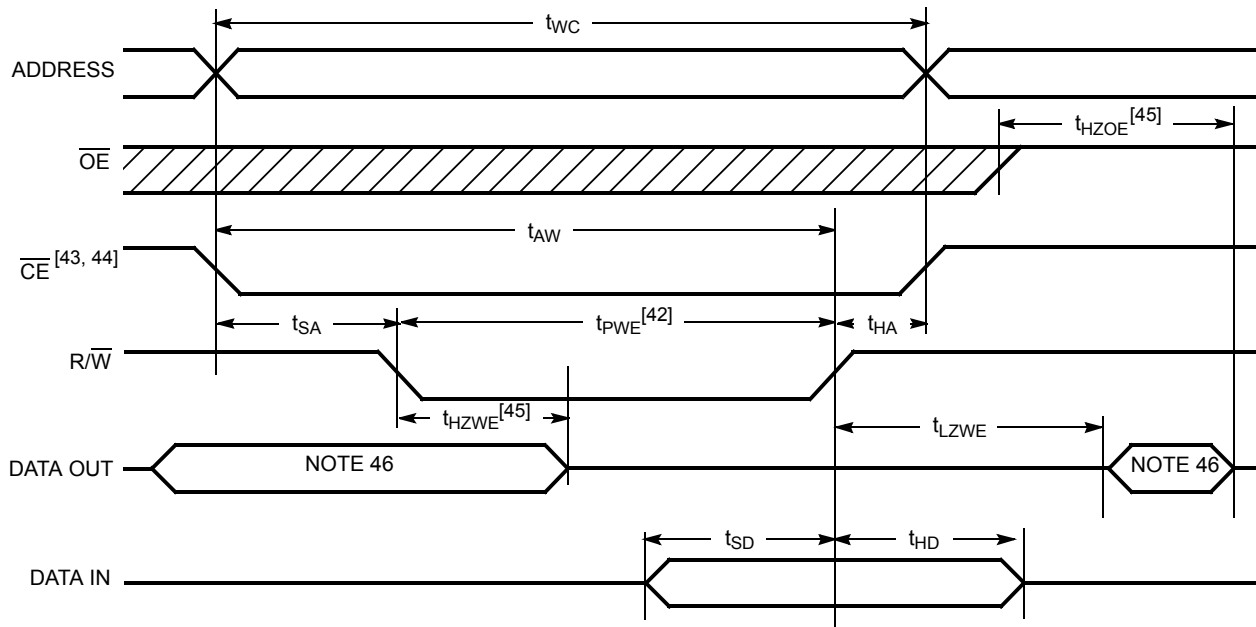 tWC
ADDRESS
tHZOE[45]
OE
tAW
CE [43, 44]
tSA
tPWE[42]
tHA
R/W
tHZWE[45]
tLZWE
DATA OUT
NOTE 46
NOTE 46
tSD
tHD
DATA IN